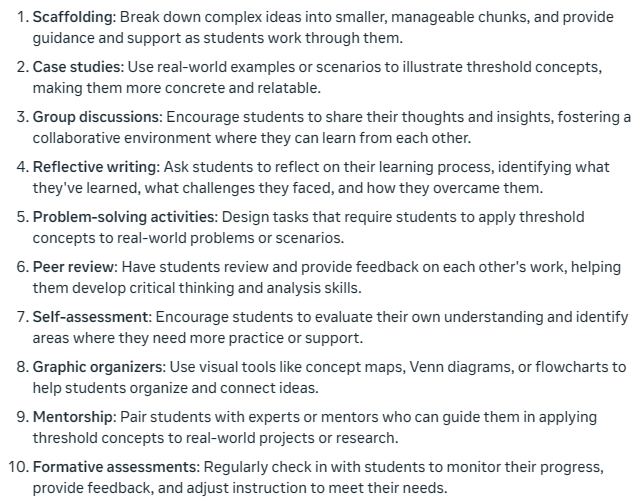 1. Scaffolding: Break down complex ideas into smaller, manageable chunks, and provide
guidance and support as students work through them.
2. Case studies: Use real-world examples or scenarios to illustrate threshold concepts,
making them more concrete and relatable.
3. Group discussions: Encourage students to share their thoughts and insights, fostering a
collaborative environment where they can learn from each other.
4. Reflective writing: Ask students to reflect on their learning process, identifying what
they've learned, what challenges they faced, and how they overcame them.
5. Problem-solving activities: Design tasks that require students to apply threshold
concepts to real-world problems or scenarios.
6. Peer review: Have students review and provide feedback on each other's work, helping
them develop critical thinking and analysis skills.
7. Self-assessment: Encourage students to evaluate their own understanding and identify
areas where they need more practice or support.
8. Graphic organizers: Use visual tools like concept maps, Venn diagrams, or flowcharts to
help students organize and connect ideas.
9. Mentorship: Pair students with experts or mentors who can guide them in applying
threshold concepts to real-world projects or research.
10. Formative assessments: Regularly check in with students to monitor their progress,
provide feedback, and adjust instruction to meet their needs.